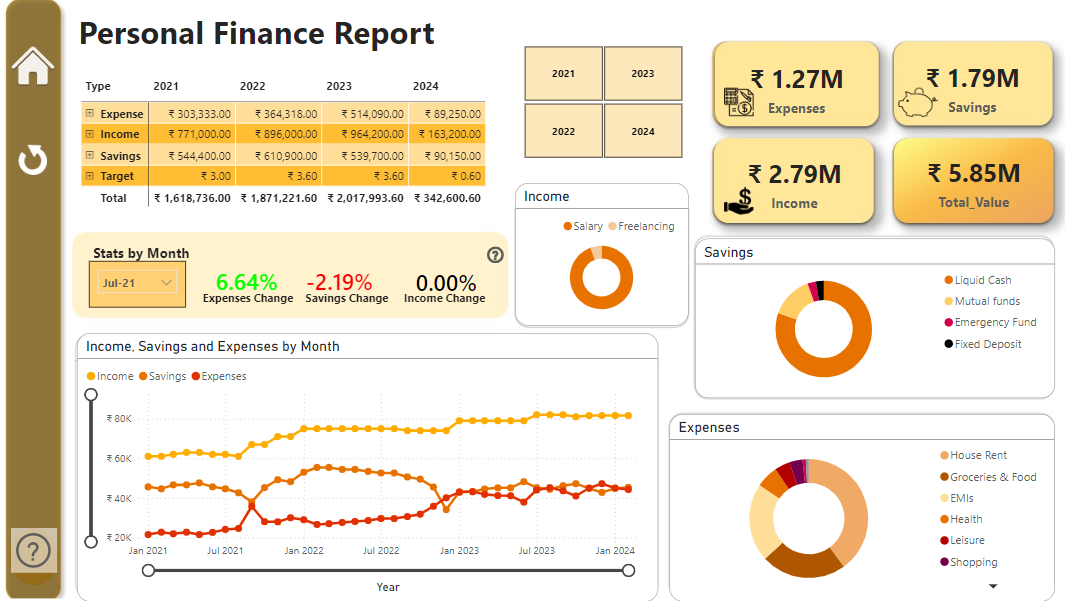 Personal Finance Report
Type 2021 2022 2023 2024
Expense ₹ 303,333.00 ₹ 364,318.00 ₹ 514,090.00 ₹ 89,250.00
Income ₹ 771,000.00 ₹ 896,000.00 ₹ 964,200.00 ₹ 163,200.00
Savings ₹ 544,400.00 ₹ 610,900.00 ₹ 539,700.00 ₹ 90,150.00
Target ₹ 3.00 ₹ 3.60 ₹ 3.60 ₹ 0.60
Total ₹ 1,618,736.00 ₹ 1,871,221.60 ₹ 2,017,993.60 ₹ 342,600.60
2021 2023
2022 2024
₹ 1.27M
Expenses
₹ 1.79M
Savings
₹ 2.79M
Income
₹ 5.85M
Total_Value
Stats by Month
Jul-21
6.64%
Expenses Change
-2.19%
Savings Change
0.00%
Income Change
?
Income
Salary Freelancing
Savings
Liquid Cash
Mutual funds
Emergency Fund
Fixed Deposit
Income, Savings and Expenses by Month
Income Savings Expenses
₹ 80K
₹ 60K
₹ 40K
₹ 20K
Jan 2021 Jul 2021 Jan 2022 Jul 2022 Jan 2023 Jul 2023 Jan 2024
Year
Expenses
House Rent
Groceries & Food
EMIs
Health
Leisure
Shopping
?